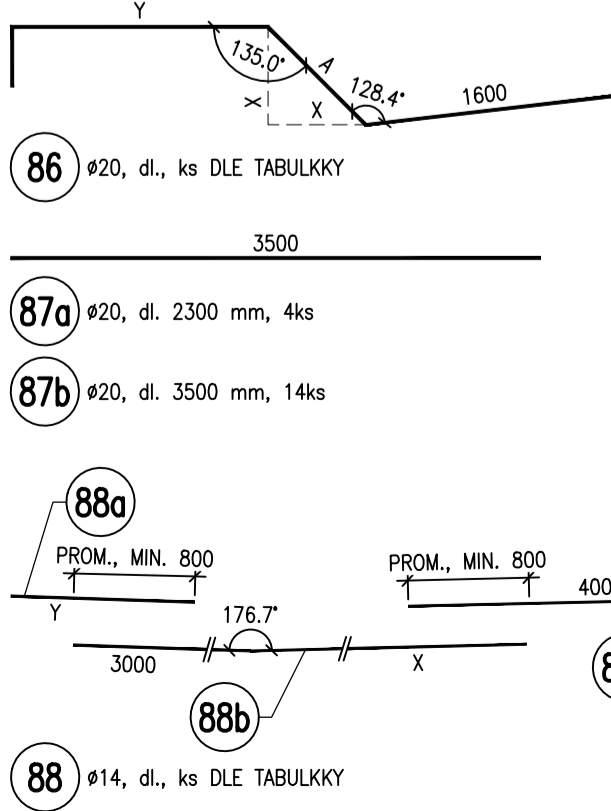 Y
135.0°
A
X
X
128.4°
1600
86 ø20, dl., ks DLE TABULKKY
3500
87a ø20, dl. 2300 mm, 4ks
87b ø20, dl. 3500 mm, 14ks
88a
PROM., MIN. 800
PROM., MIN. 800
Y
400
176.7°
3000
X
8
88b
88 ø14, dl., ks DLE TABULKKY